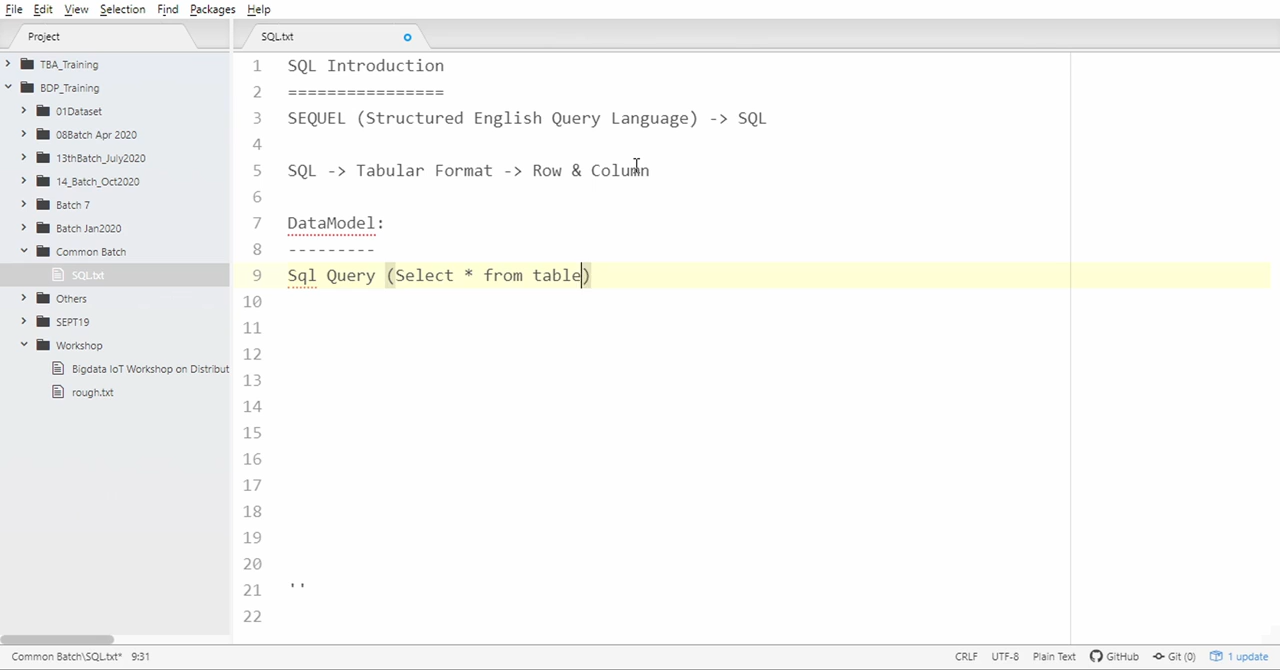 File Edit View Selection Find Packages Help
Project
SQL.txt
TBA_Training
BDP_Training
01Dataset
08Batch Apr 2020
13thBatch_July2020
14_Batch_Oct2020
Batch 7
Batch Jan2020
Common Batch
SQL.txt
Others
SEPT19
Workshop
Bigdata IoT Workshop on Distribut
rough.txt
1 SQL Introduction
2 ================
3 SEQUEL (Structured English Query Language) -> SQL
4
5 SQL -> Tabular Format -> Row & Column
6
7 DataModel:
8 ---------
9 Sql Query (Select * from table)
10
11
12
13
14
15
16
17
18
19
20
21 ''
22
Common Batch\SQL.txt* 9:31 CRLF UTF-8 Plain Text GitHub Git (0) 1 update